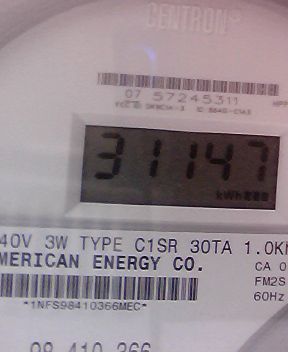 CENTRON®
07 57245311
31147
kWh
40V 3W TYPE C1SR 30TA 1.0K
MERICAN ENERGY CO.
CA 0
FM2S
60Hz
*1NFS98410366MEC*
98 410 366